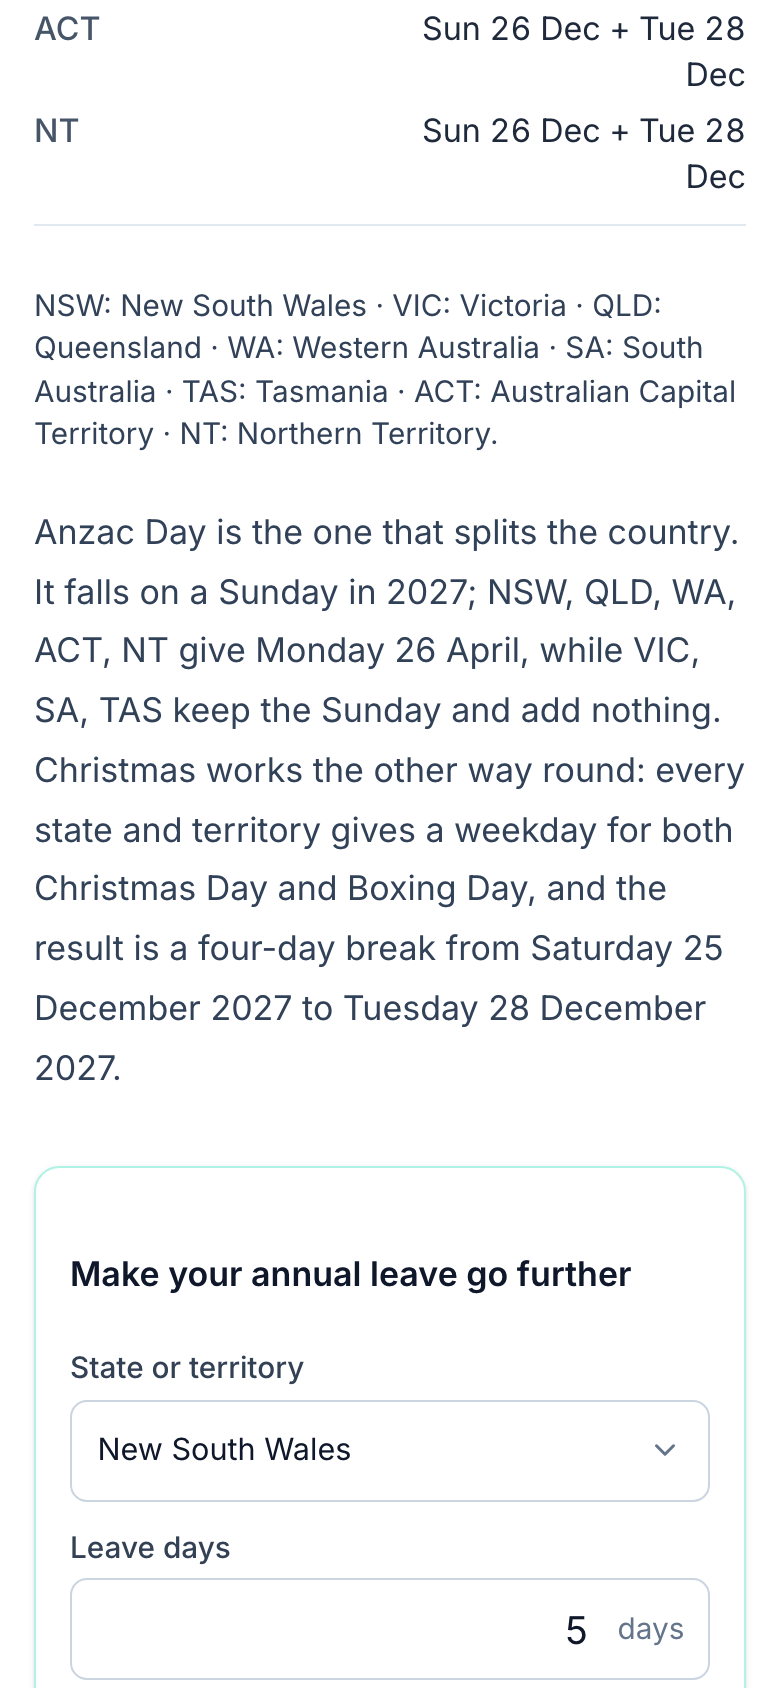 ACT
Sun 26 Dec + Tue 28
Dec
NT
Sun 26 Dec + Tue 28
Dec
NSW: New South Wales · VIC: Victoria · QLD:
Queensland · WA: Western Australia · SA: South
Australia · TAS: Tasmania · ACT: Australian Capital
Territory · NT: Northern Territory.
Anzac Day is the one that splits the country.
It falls on a Sunday in 2027; NSW, QLD, WA,
ACT, NT give Monday 26 April, while VIC,
SA, TAS keep the Sunday and add nothing.
Christmas works the other way round: every
state and territory gives a weekday for both
Christmas Day and Boxing Day, and the
result is a four-day break from Saturday 25
December 2027 to Tuesday 28 December
2027.
Make your annual leave go further
State or territory
New South Wales
Leave days
5 days